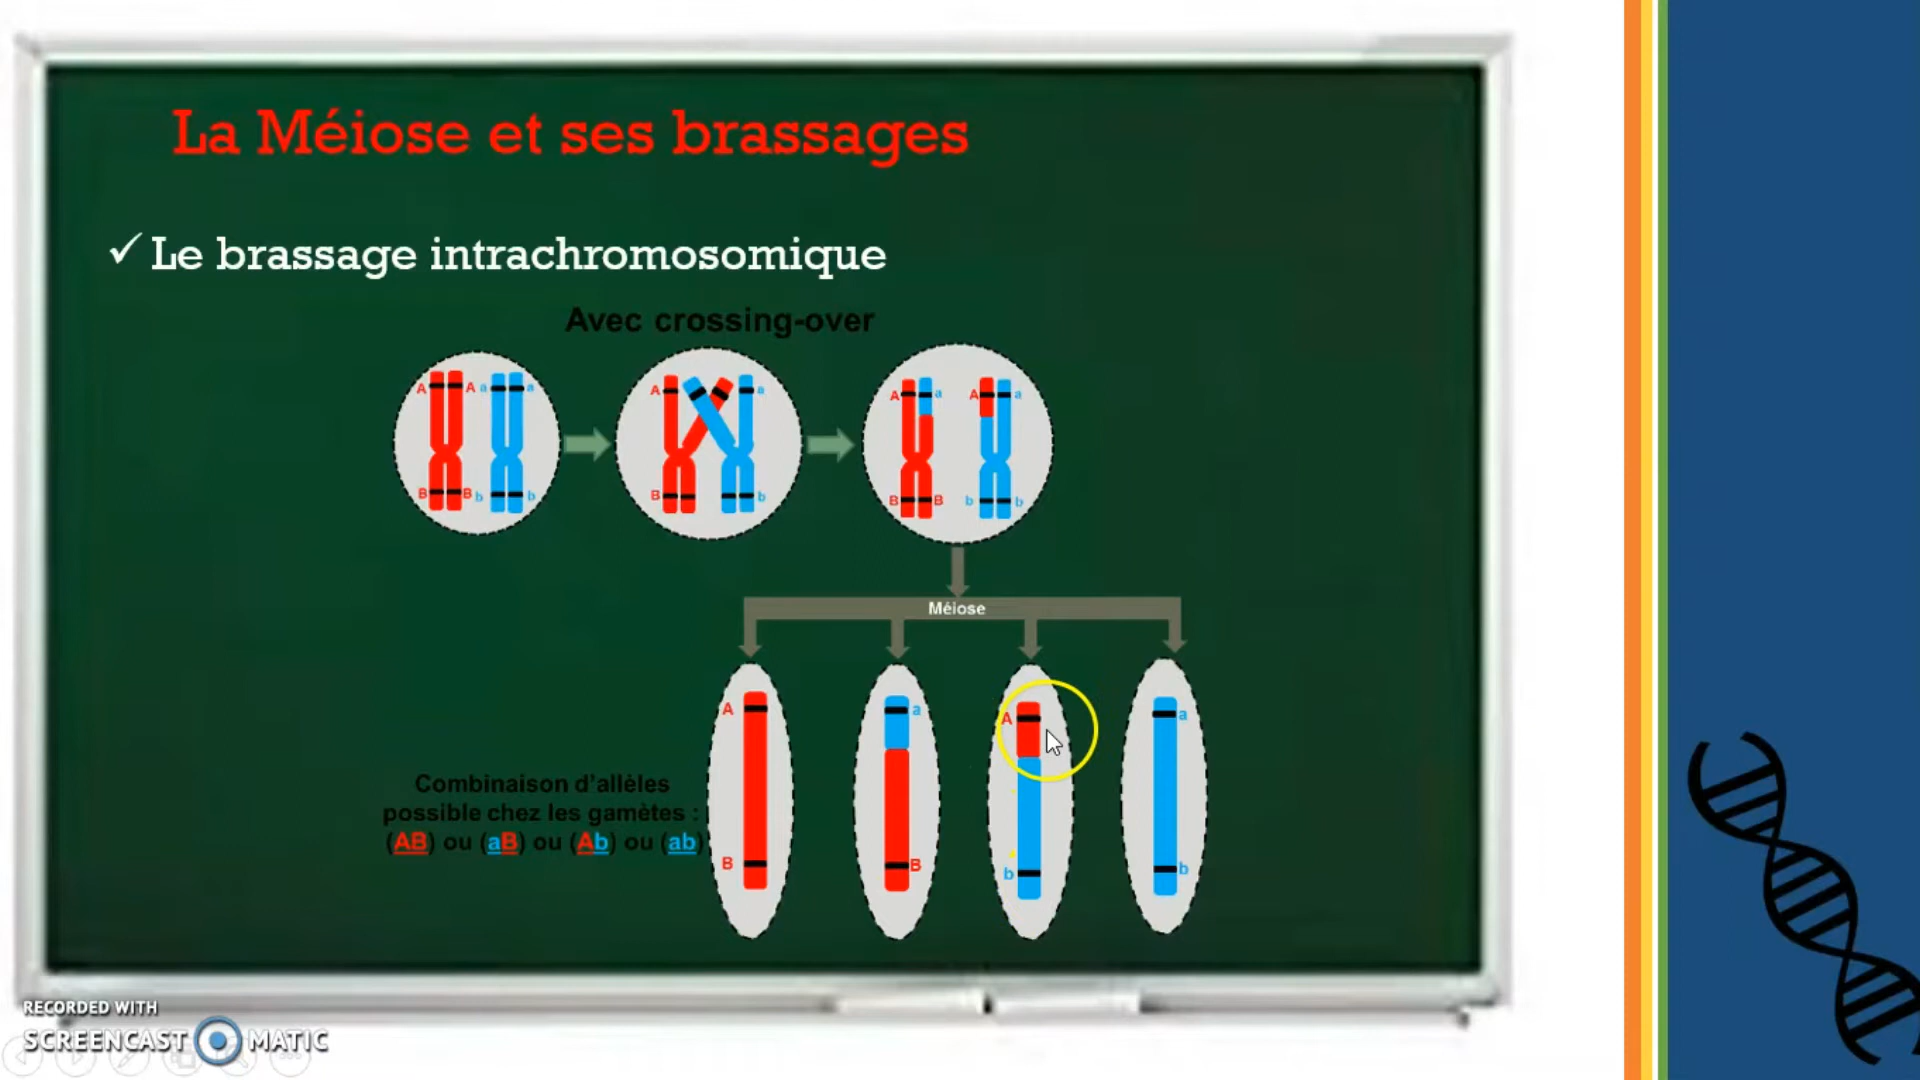 La Méiose et ses brassages
✓ Le brassage intrachromosomique
Avec crossing-over
A A a a
A a
A a A a
B B b b
B b
B B b b
Méiose
A a A a
Combinaison d'allèles
possible chez les gamètes :
(AB) ou (aB) ou (Ab) ou (ab)
B B b b
RECORDED WITH
SCREENCAST MATIC